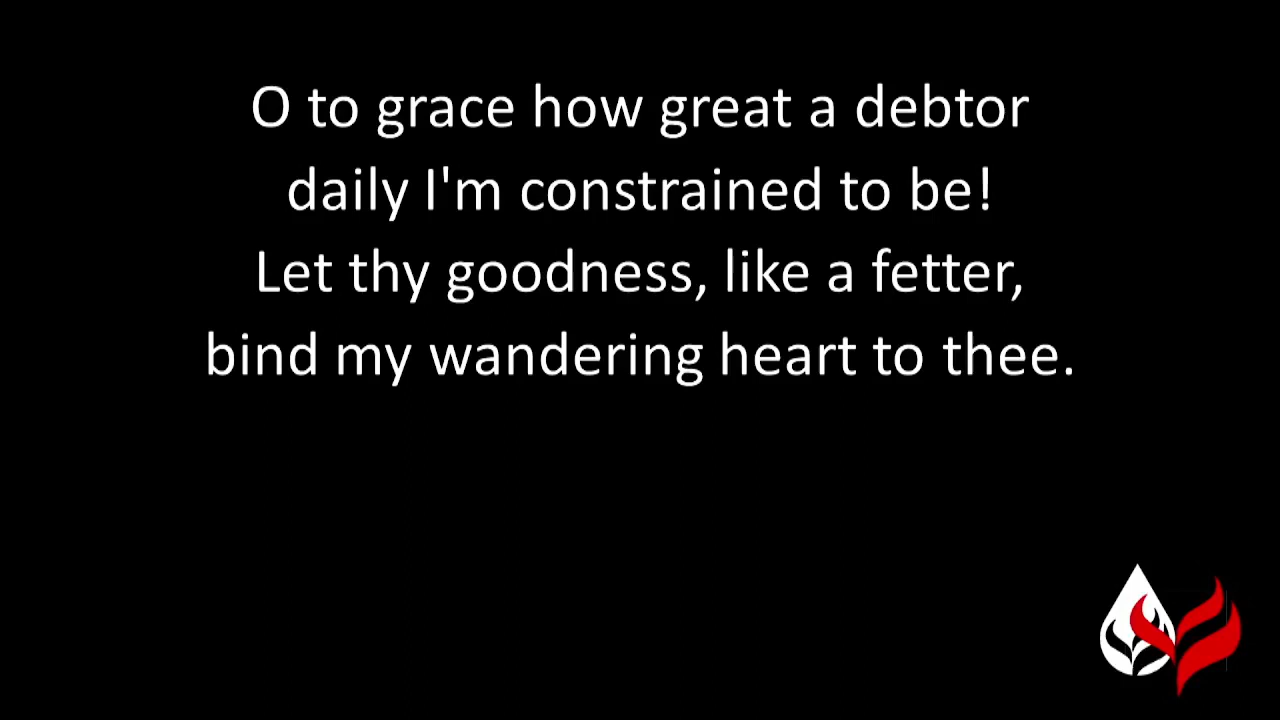 O to grace how great a debtor
daily I'm constrained to be!
Let thy goodness, like a fetter,
bind my wandering heart to thee.